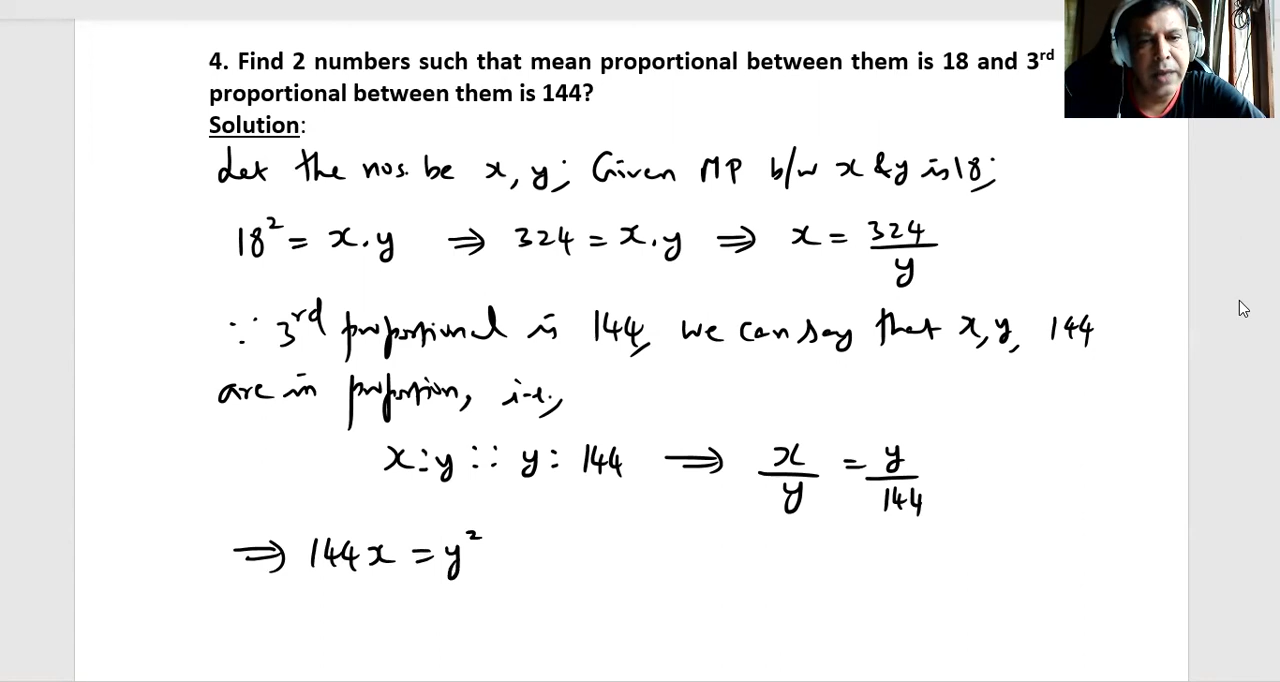 4. Find 2 numbers such that mean proportional between them is 18 and 3rd
proportional between them is 144?
Solution:
Let the nos. be x, y; Given MP b/w x & y is 18;
18² = x.y ⇒ 324 = x.y ⇒ x = 324/y
∵ 3rd proportional is 144, we can say that x, y, 144
are in proportion, i.e.,
x : y :: y : 144 ⟹ x/y = y/144
⇒ 144x = y²